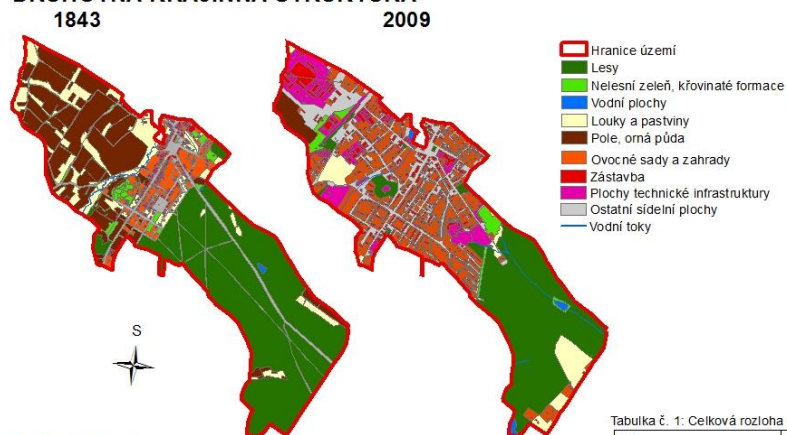 1843
2009
Hranice území
Lesy
Nelesní zeleň, křovinaté formace
Vodní plochy
Louky a pastviny
Pole, orná půda
Ovocné sady a zahrady
Zástavba
Plochy technické infrastruktury
Ostatní sídelní plochy
Vodní toky
S
Tabulka č. 1: Celková rozloha